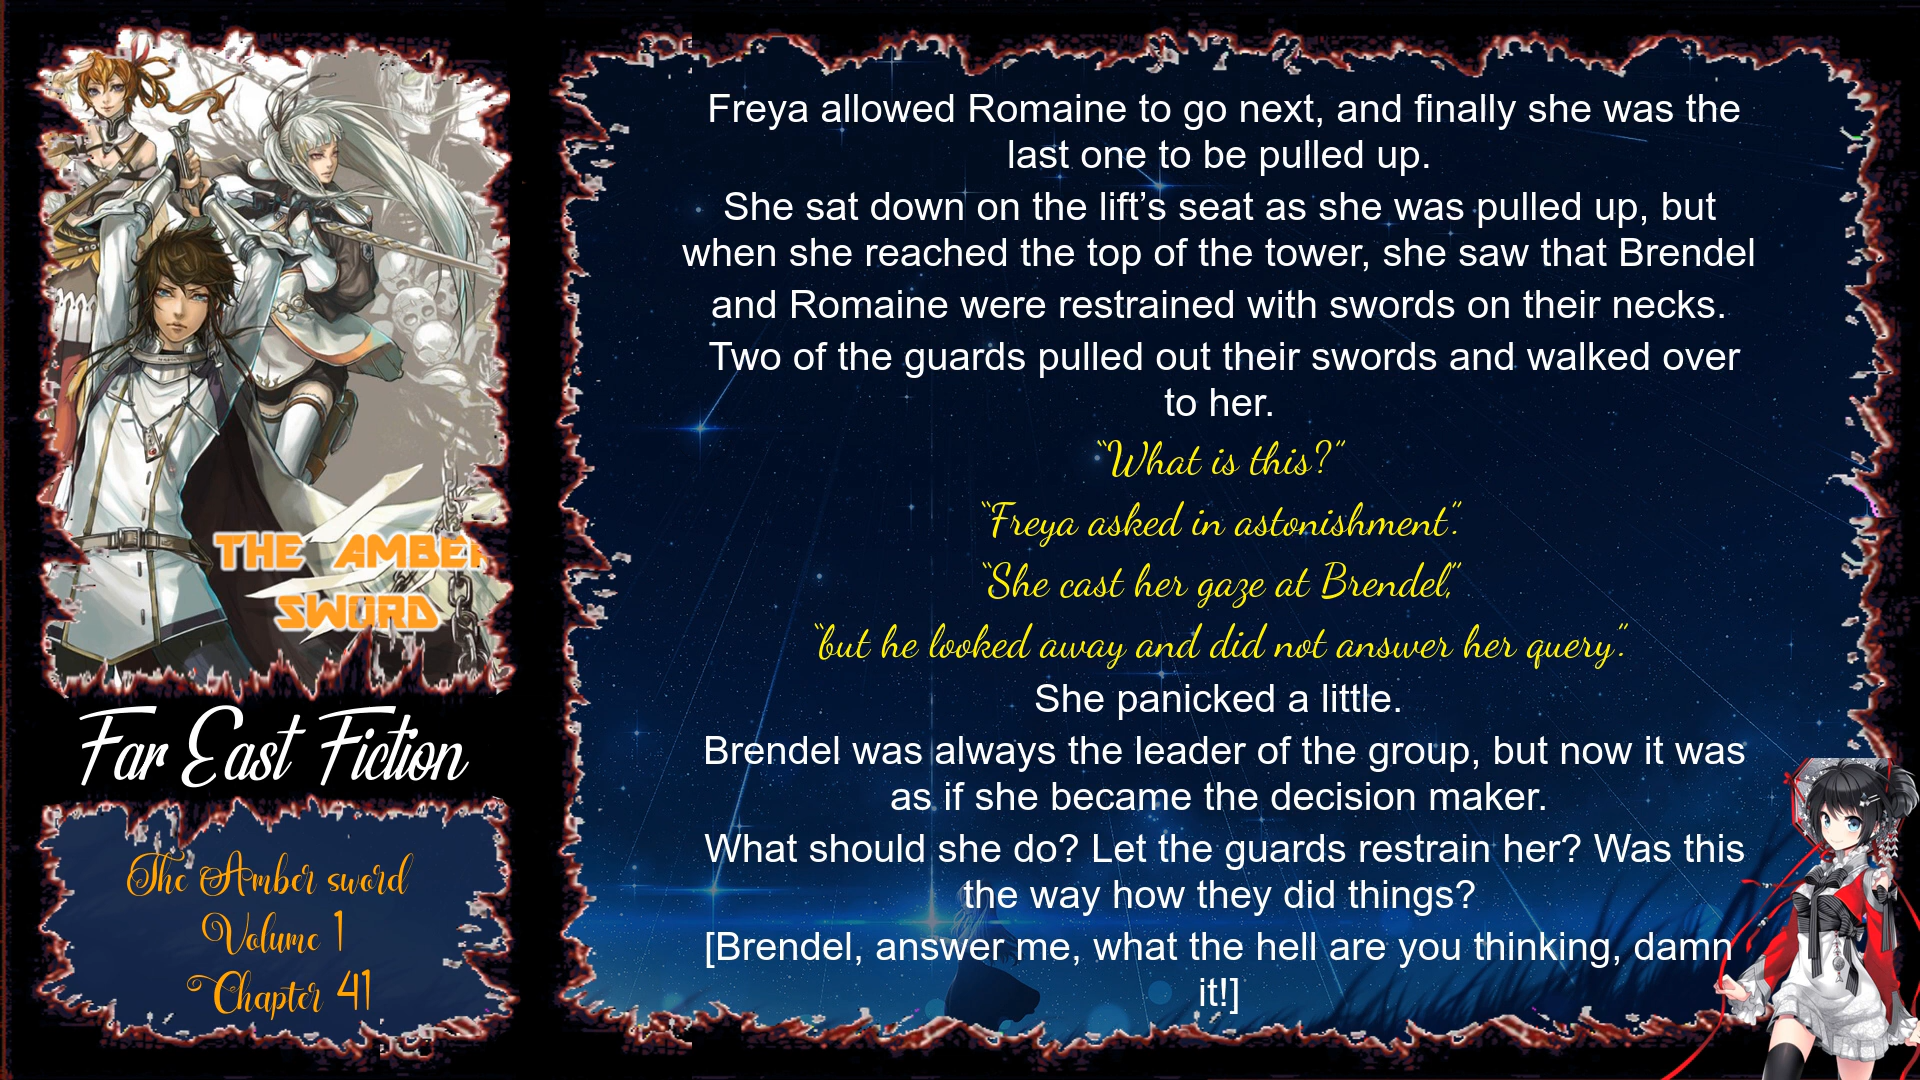 THE AMBER
SWORD
Far East Fiction
The Amber sword
Volume 1
Chapter 41
Freya allowed Romaine to go next, and finally she was the
last one to be pulled up.
She sat down on the lift’s seat as she was pulled up, but
when she reached the top of the tower, she saw that Brendel
and Romaine were restrained with swords on their necks.
Two of the guards pulled out their swords and walked over
to her.
“What is this?”
“Freya asked in astonishment”.
“She cast her gaze at Brendel,”
“but he looked away and did not answer her query”.
She panicked a little.
Brendel was always the leader of the group, but now it was
as if she became the decision maker.
What should she do? Let the guards restrain her? Was this
the way how they did things?
[Brendel, answer me, what the hell are you thinking, damn
it!]